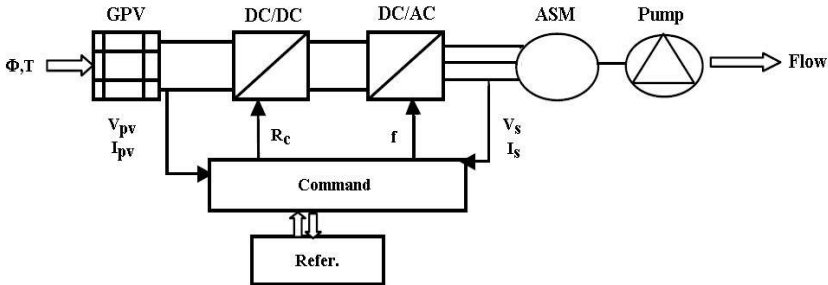 GPV DC/DC DC/AC ASM Pump
Φ,T
Flow
Vpv
Ipv
Rc
f
Vs
Is
Command
Refer.